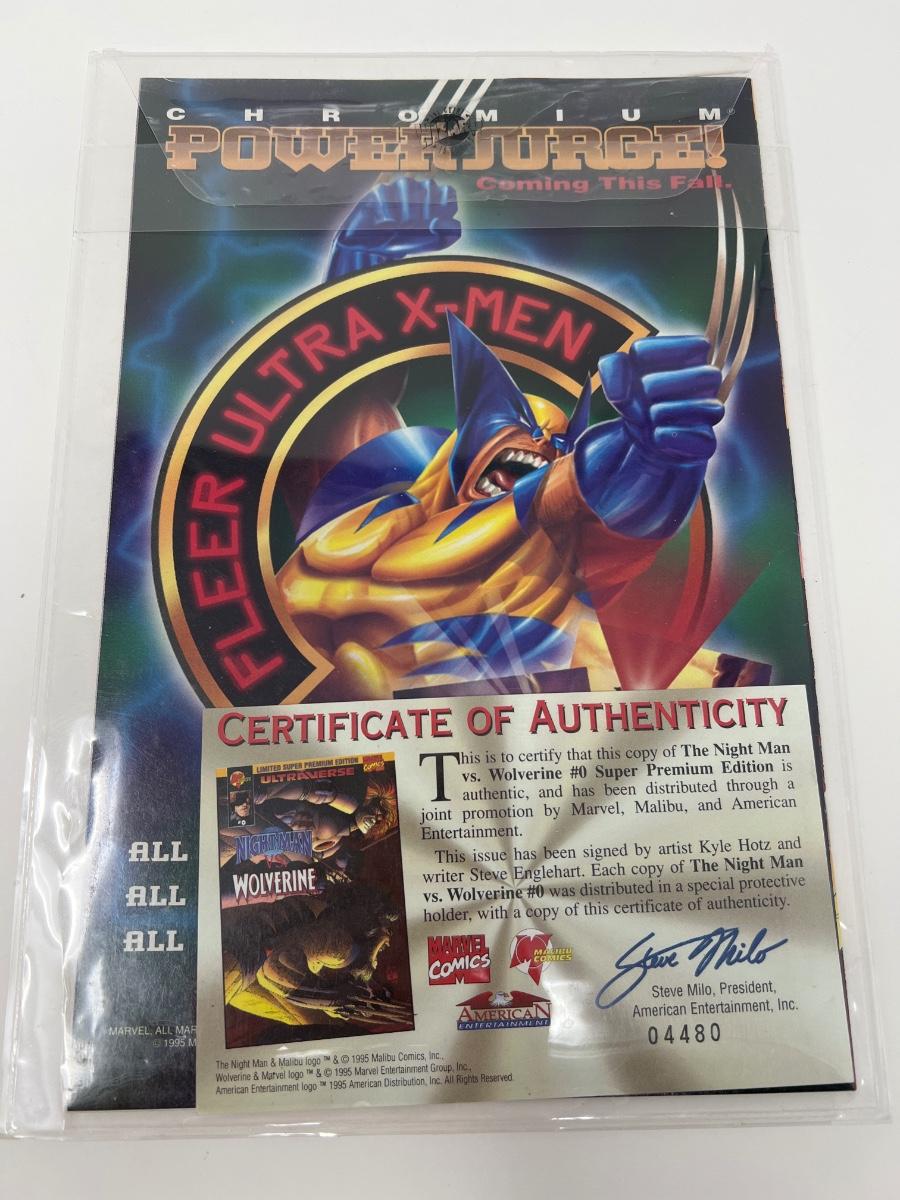 CHROMIUM
POWERSURGE!
Coming This Fall.
FLEER ULTRA X-MEN
CERTIFICATE OF AUTHENTICITY
This is to certify that this copy of The Night Man
vs. Wolverine #0 Super Premium Edition is
authentic, and has been distributed through a
joint promotion by Marvel, Malibu, and American
Entertainment.
This issue has been signed by artist Kyle Hotz and
writer Steve Englehart. Each copy of The Night Man
vs. Wolverine #0 was distributed in a special protective
holder, with a copy of this certificate of authenticity.
LIMITED SUPER PREMIUM EDITION
ULTRAVERSE
MARVEL COMICS
#0
NIGHT MAN
VS
WOLVERINE
ALL
ALL
ALL
MARVEL COMICS
MALIBU COMICS
AMERICAN
ENTERTAINMENT
Steve Milo
Steve Milo, President,
American Entertainment, Inc.
04480
MARVEL, ALL MAR
© 1995 M
The Night Man & Malibu logo ™ & © 1995 Malibu Comics, Inc.,
Wolverine & Marvel logo ™ & © 1995 Marvel Entertainment Group, Inc.,
American Entertainment logo ™ 1995 American Distribution, Inc. All Rights Reserved.